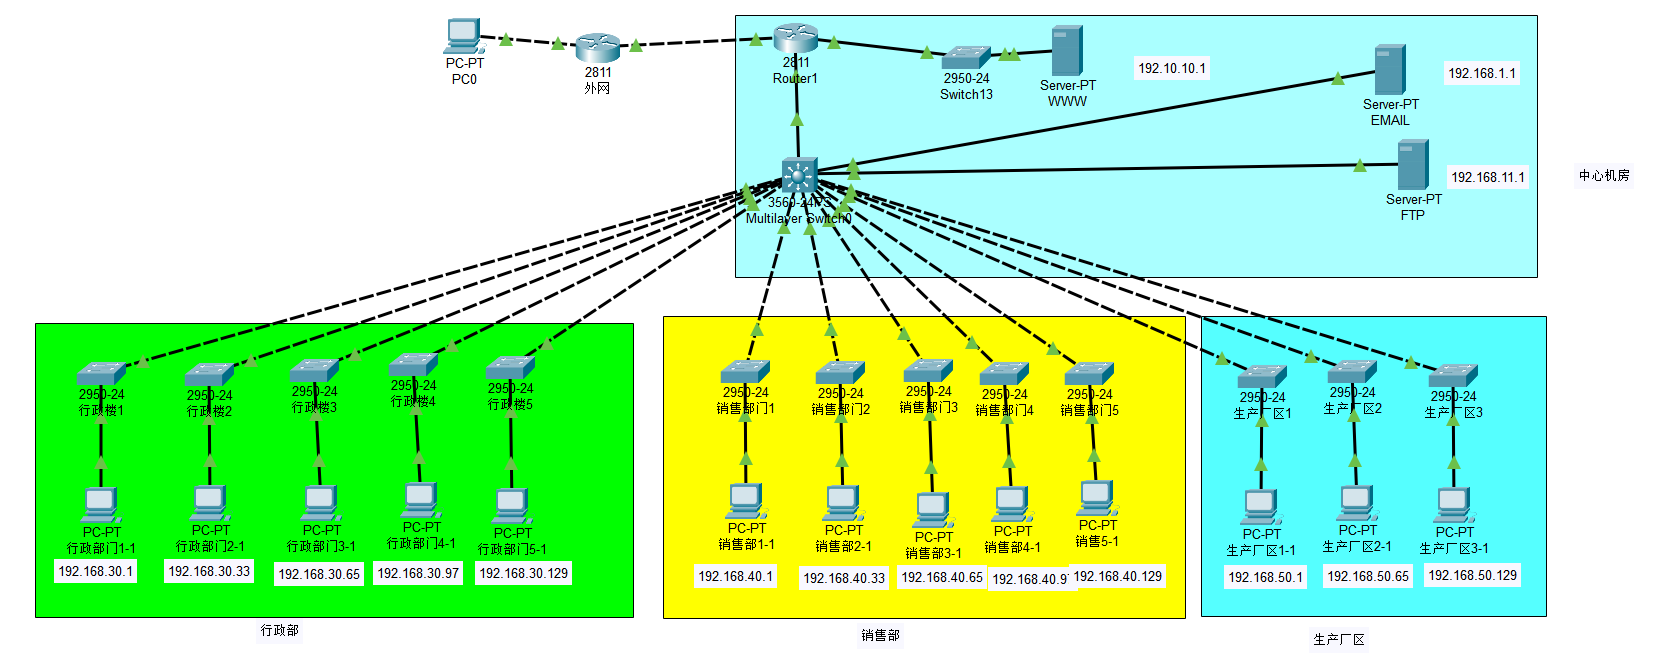 PC-PT
PC0
2811
外网
2811
Router1
2950-24
Switch13
Server-PT
WWW
192.10.10.1
Server-PT
EMAIL
192.168.1.1
Server-PT
FTP
192.168.11.1
中心机房
3560-24PS
Multilayer Switch0
2950-24
行政楼1
2950-24
行政楼2
2950-24
行政楼3
2950-24
行政楼4
2950-24
行政楼5
PC-PT
行政部门1-1
PC-PT
行政部门2-1
PC-PT
行政部门3-1
PC-PT
行政部门4-1
PC-PT
行政部门5-1
192.168.30.1
192.168.30.33
192.168.30.65
192.168.30.97
192.168.30.129
行政部
2950-24
销售部门1
2950-24
销售部门2
2950-24
销售部门3
2950-24
销售部门4
2950-24
销售部门5
PC-PT
销售部1-1
PC-PT
销售部2-1
PC-PT
销售部3-1
PC-PT
销售部4-1
PC-PT
销售5-1
192.168.40.1
192.168.40.33
192.168.40.65
192.168.40.97
192.168.40.129
销售部
2950-24
生产厂区1
2950-24
生产厂区2
2950-24
生产厂区3
PC-PT
生产厂区1-1
PC-PT
生产厂区2-1
PC-PT
生产厂区3-1
192.168.50.1
192.168.50.65
192.168.50.129
生产厂区